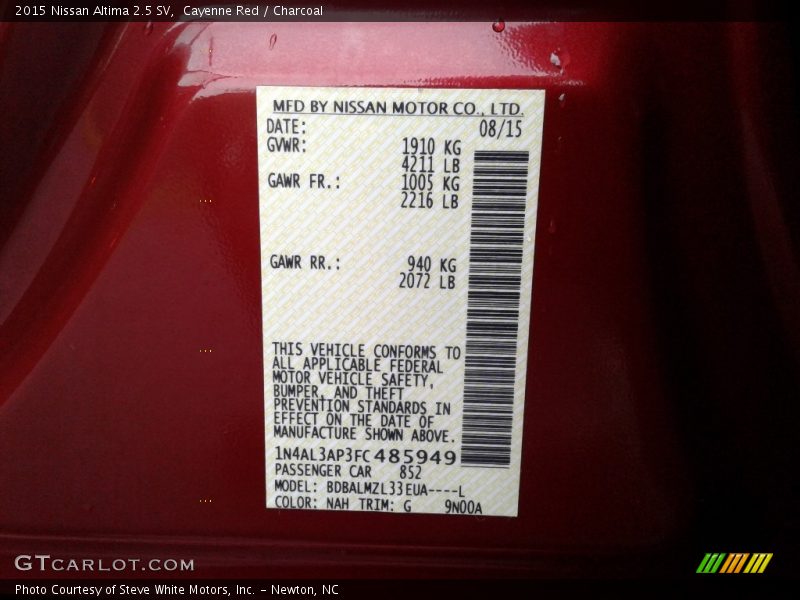 2015 Nissan Altima 2.5 SV, Cayenne Red / Charcoal
MFD BY NISSAN MOTOR CO., LTD.
DATE: 08/15
GVWR: 1910 KG
4211 LB
GAWR FR.: 1005 KG
2216 LB
GAWR RR.: 940 KG
2072 LB
THIS VEHICLE CONFORMS TO
ALL APPLICABLE FEDERAL
MOTOR VEHICLE SAFETY,
BUMPER, AND THEFT
PREVENTION STANDARDS IN
EFFECT ON THE DATE OF
MANUFACTURE SHOWN ABOVE.
1N4AL3AP3FC485949
PASSENGER CAR 852
MODEL: BDBALMZL33EUA----L
COLOR: NAH TRIM: G 9N00A
GTCARLOT.COM
Photo Courtesy of Steve White Motors, Inc. - Newton, NC